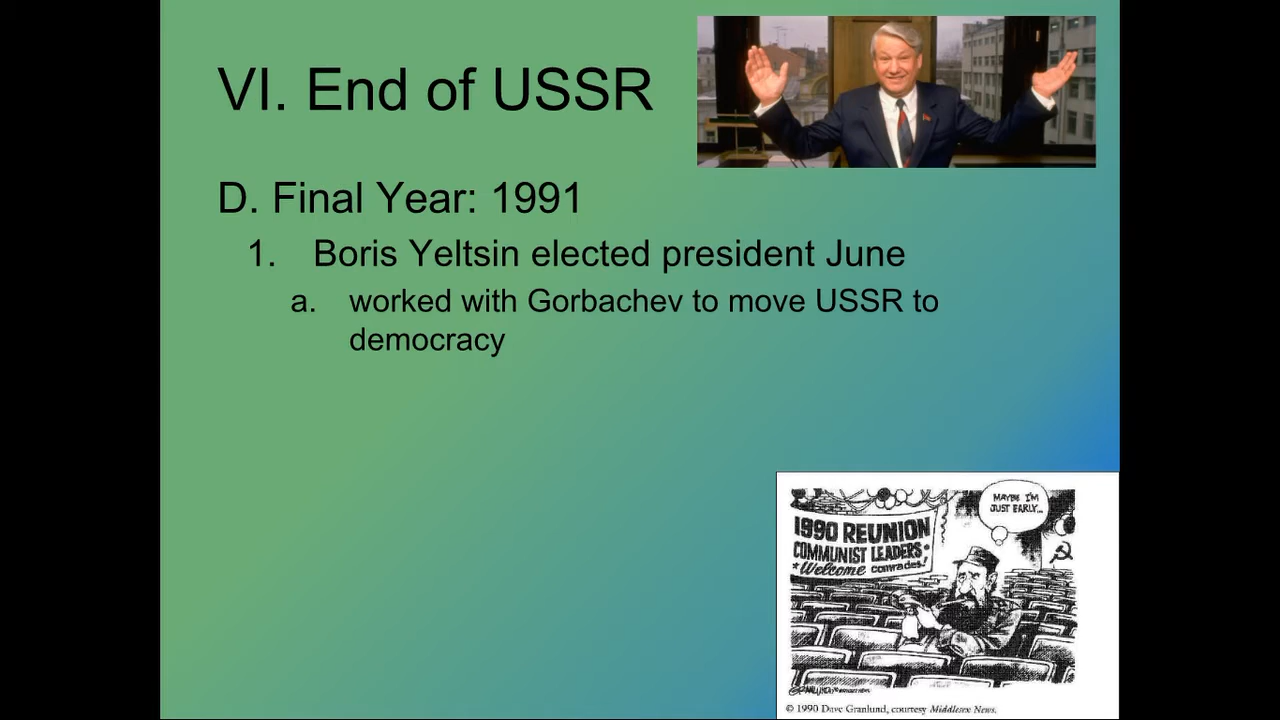 VI. End of USSR
D. Final Year: 1991
1. Boris Yeltsin elected president June
a. worked with Gorbachev to move USSR to
democracy
MAYBE I'M
JUST EARLY...
1990 REUNION
COMMUNIST LEADERS*
*Welcome comrades!
© 1990 Dave Granlund, courtesy Middlesex News.